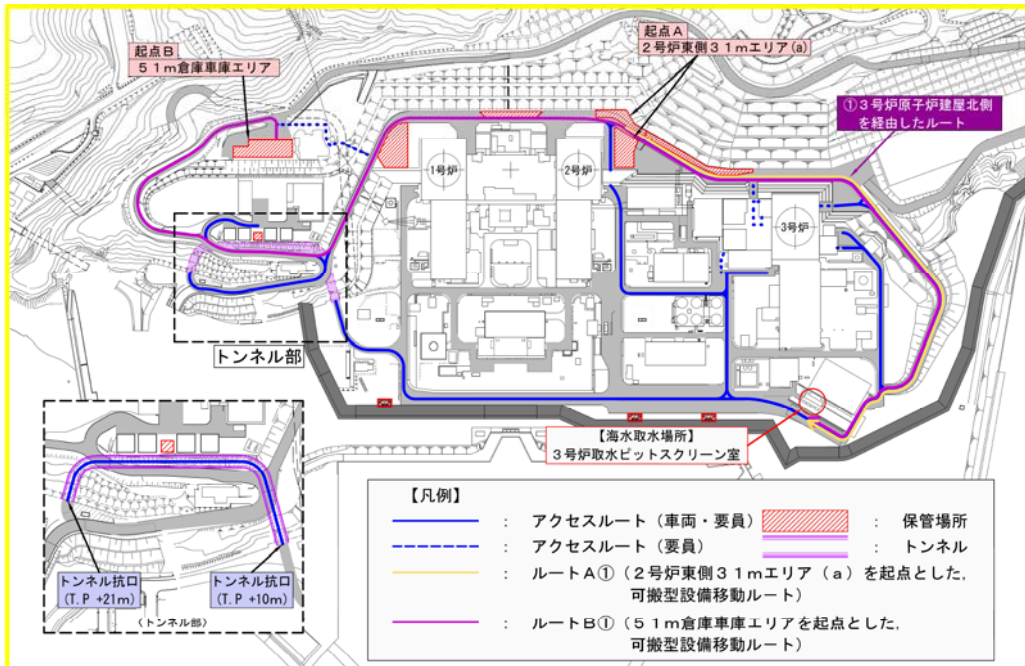 起点A
2号炉東側31mエリア(a)
起点B
51m倉庫車庫エリア
①3号炉原子炉建屋北側
を経由したルート
1号炉
2号炉
3号炉
トンネル部
【海水取水場所】
3号炉取水ピットスクリーン室
トンネル抗口
(T.P +21m)
トンネル抗口
(T.P +10m)
(トンネル部)
【凡例】
: アクセスルート(車両・要員)
: 保管場所
: アクセスルート(要員)
: トンネル
: ルートA①(2号炉東側31mエリア(a)を起点とした,
可搬型設備移動ルート)
: ルートB①(51m倉庫車庫エリアを起点とした,
可搬型設備移動ルート)